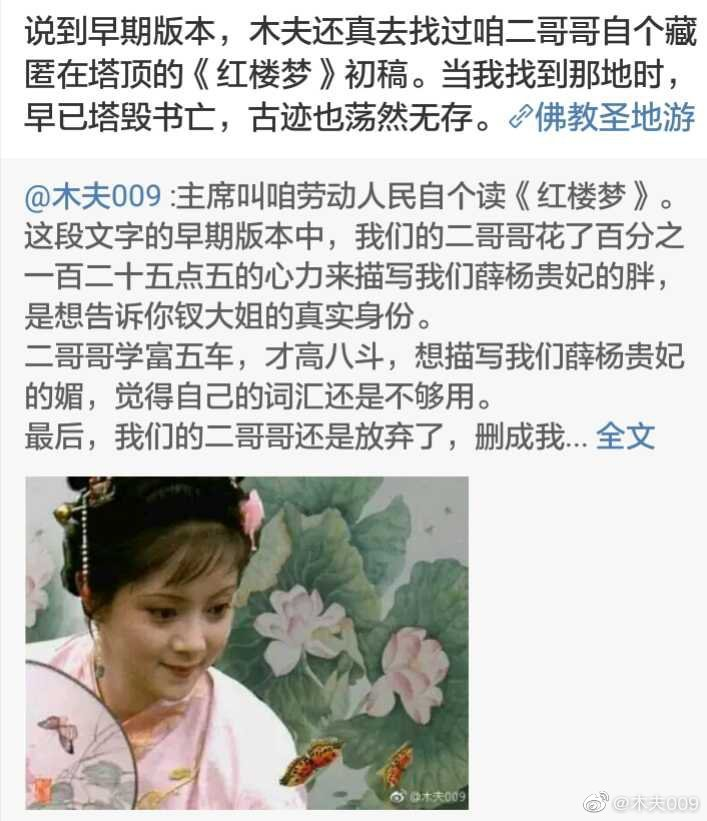 说到早期版本，木夫还真去找过咱二哥哥自个藏
匿在塔顶的《红楼梦》初稿。当我找到那地时，
早已塔毁书亡，古迹也荡然无存。佛教圣地游
@木夫009 :主席叫咱劳动人民自个读《红楼梦》。
这段文字的早期版本中，我们的二哥哥花了百分之
一百二十五点五的心力来描写我们薛杨贵妃的胖，
是想告诉你钗大姐的真实身份。
二哥哥学富五车，才高八斗，想描写我们薛杨贵妃
的媚，觉得自己的词汇还是不够用。
最后，我们的二哥哥还是放弃了，删成我... 全文
@木夫009
@木夫009